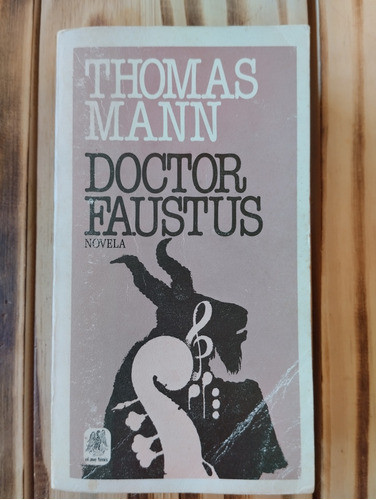 THOMAS
MANN
DOCTOR
FAUSTUS
NOVELA